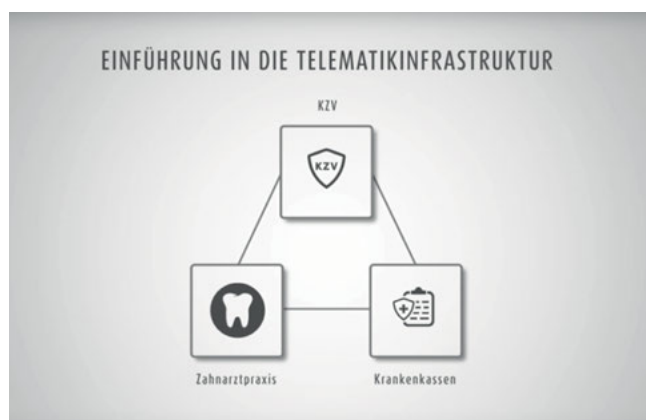 EINFÜHRUNG IN DIE TELEMATIKINFRASTRUKTUR
KZV
KZV
Zahnarztpraxis
Krankenkassen